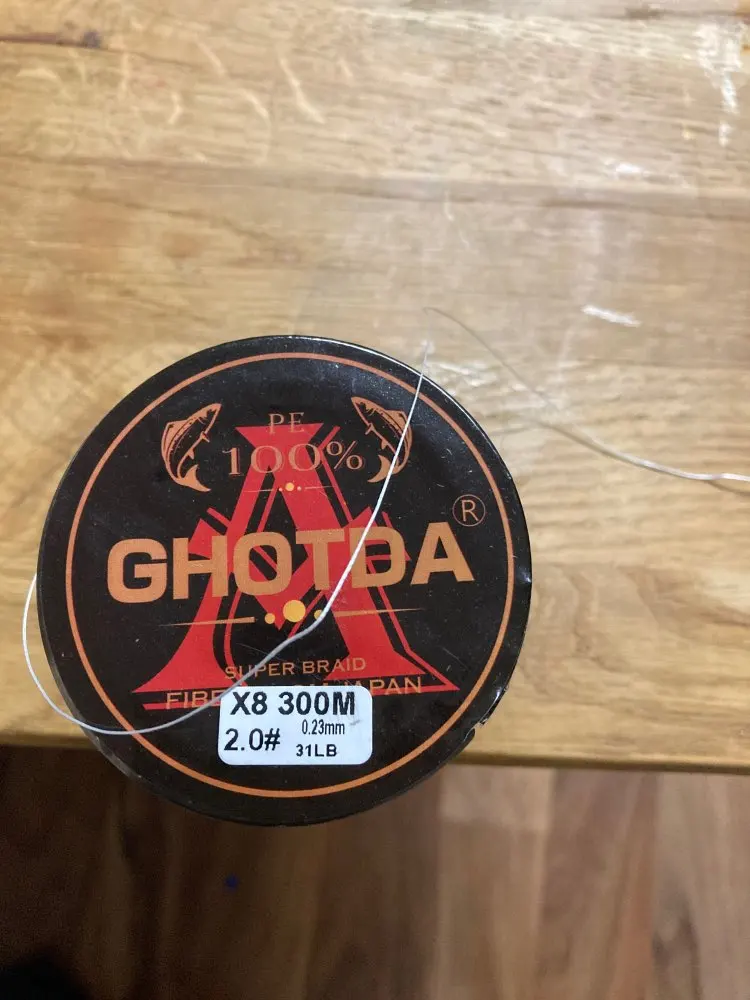 PE
100%
®
GHOTDA
SUPER BRAID
X8 300M
2.0# 0.23mm
31LB